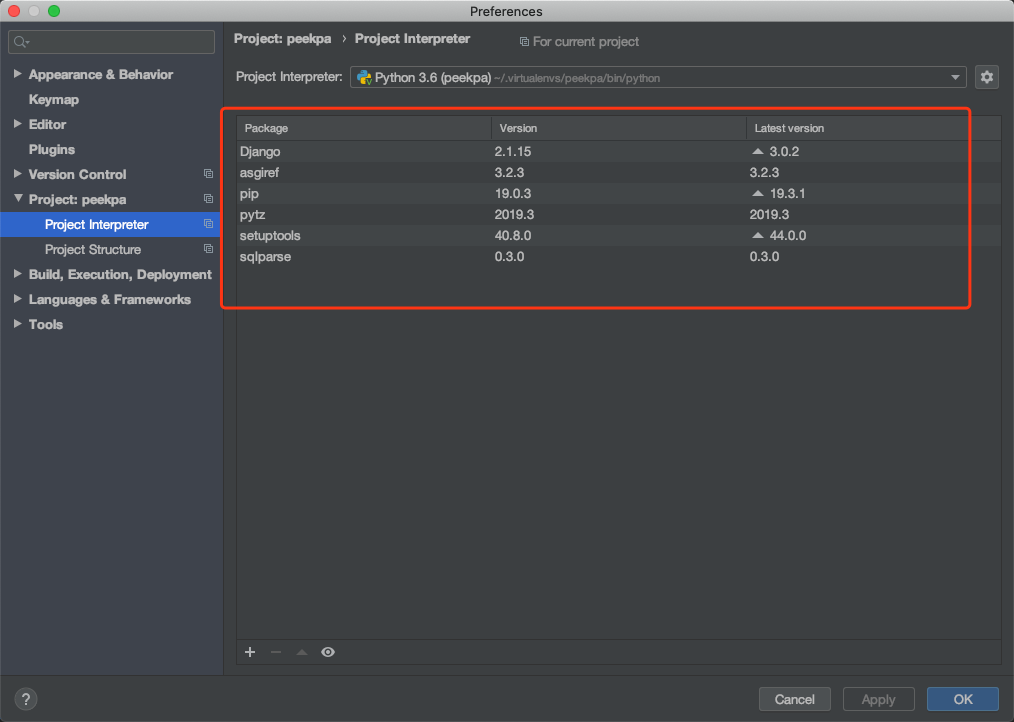 Preferences
Project: peekpa › Project Interpreter For current project
Appearance & Behavior
Keymap
Editor
Plugins
Version Control
Project: peekpa
Project Interpreter
Project Structure
Build, Execution, Deployment
Languages & Frameworks
Tools
Project Interpreter: Python 3.6 (peekpa) ~/.virtualenvs/peekpa/bin/python
Package Version Latest version
Django 2.1.15 3.0.2
asgiref 3.2.3 3.2.3
pip 19.0.3 19.3.1
pytz 2019.3 2019.3
setuptools 40.8.0 44.0.0
sqlparse 0.3.0 0.3.0
? Cancel Apply OK